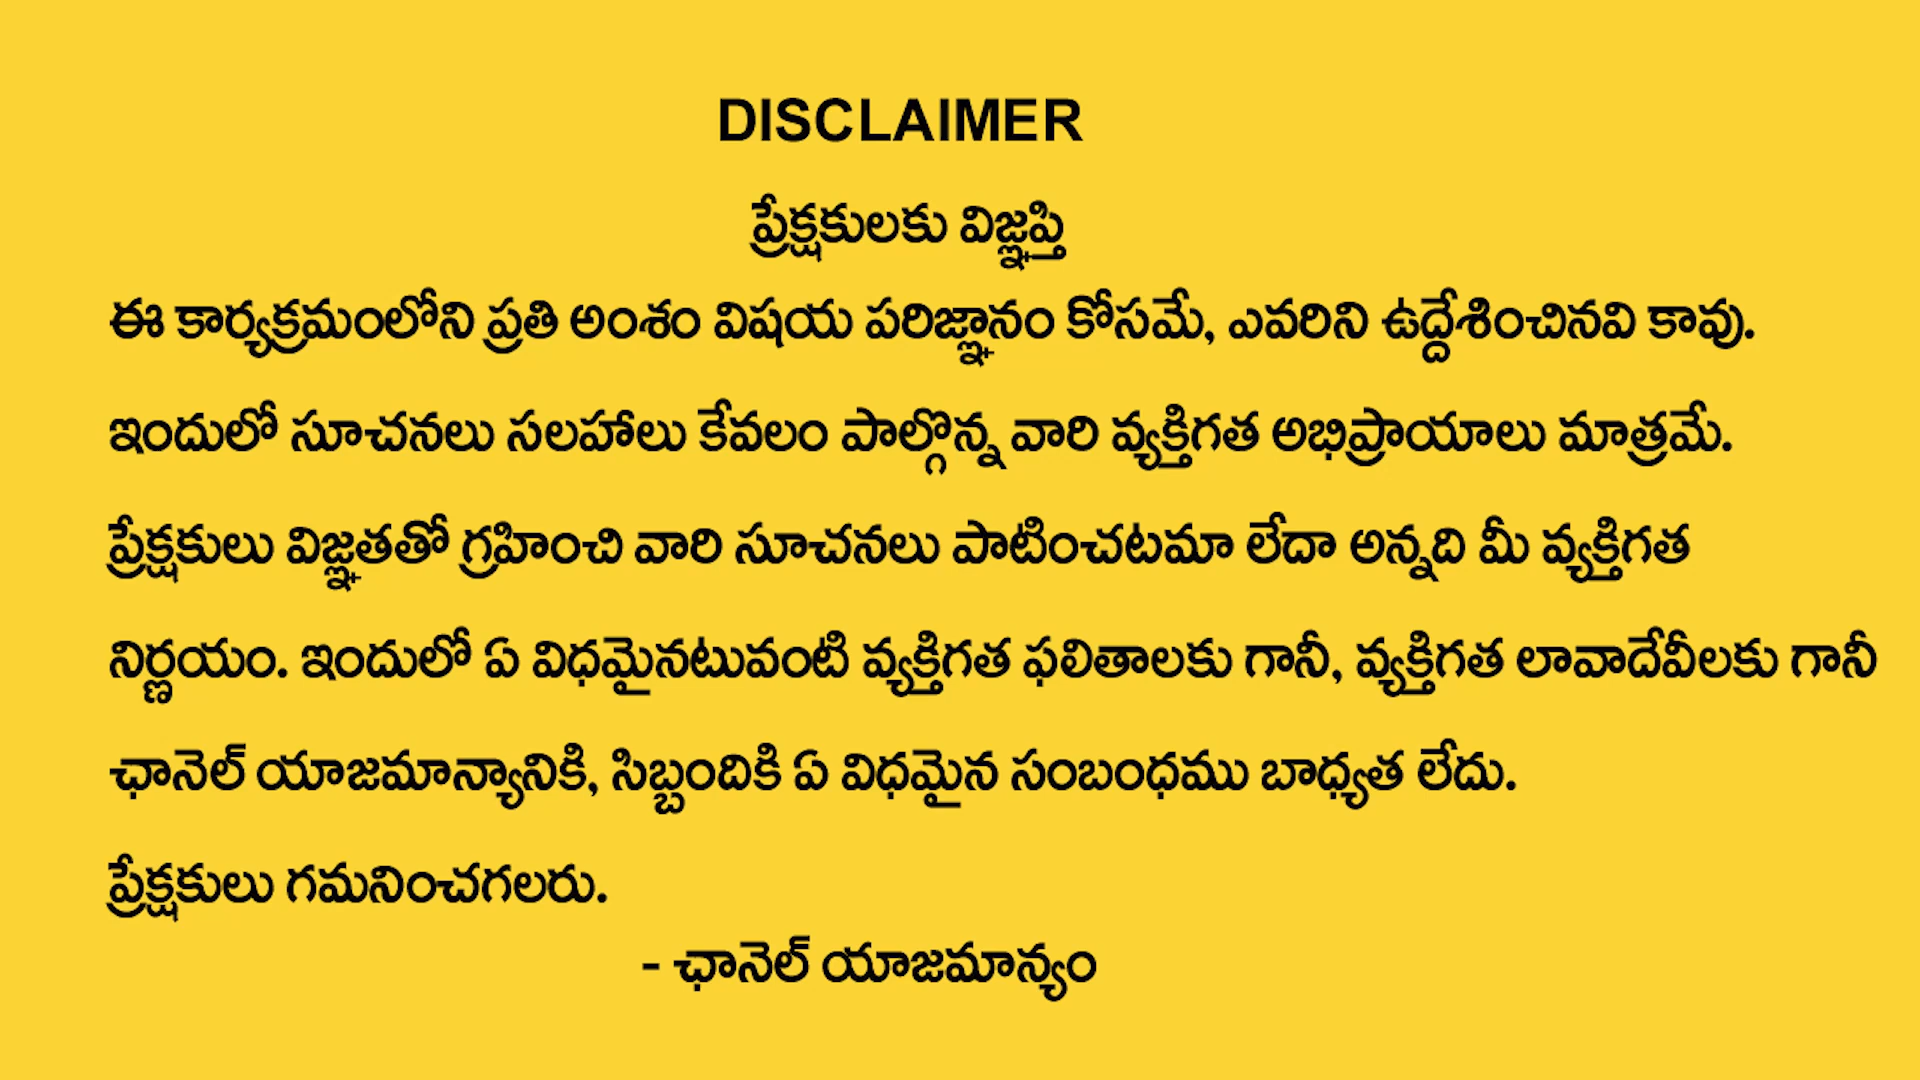 DISCLAIMER
ప్రేక్షకులకు విజ్ఞప్తి
ఈ కార్యక్రమంలోని ప్రతి అంశం విషయ పరిజ్ఞానం కోసమే, ఎవరిని ఉద్దేశించినవి కావు.
ఇందులో సూచనలు సలహాలు కేవలం పాల్గొన్న వారి వ్యక్తిగత అభిప్రాయాలు మాత్రమే.
ప్రేక్షకులు విజ్ఞతతో గ్రహించి వారి సూచనలు పాటించటమా లేదా అన్నది మీ వ్యక్తిగత
నిర్ణయం. ఇందులో ఏ విధమైనటువంటి వ్యక్తిగత ఫలితాలకు గానీ, వ్యక్తిగత లావాదేవీలకు గానీ
ఛానెల్ యాజమాన్యానికి, సిబ్బందికి ఏ విధమైన సంబంధము బాధ్యత లేదు.
ప్రేక్షకులు గమనించగలరు.
- ఛానెల్ యాజమాన్యం